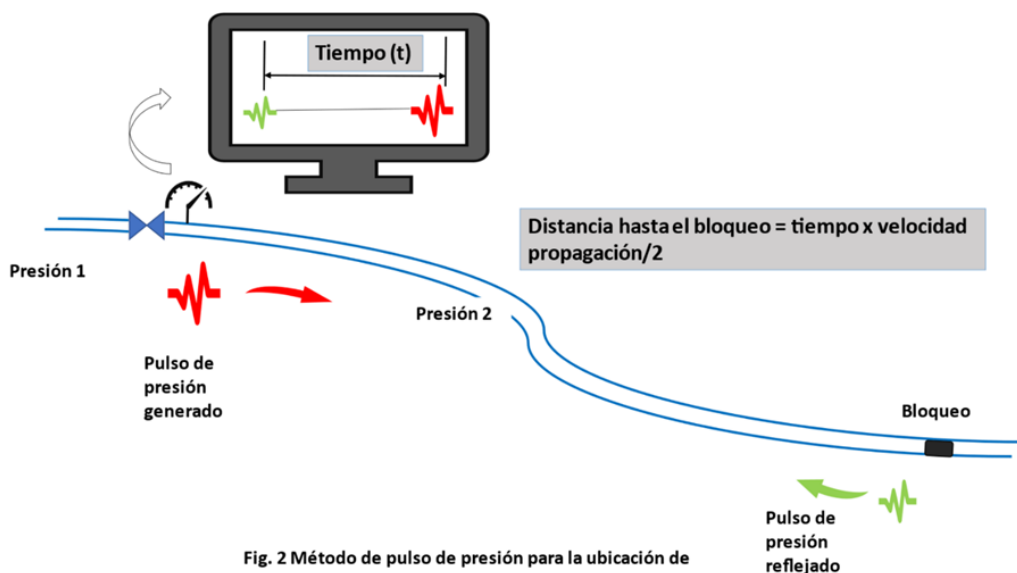 Tiempo (t)
Distancia hasta el bloqueo = tiempo x velocidad
propagación/2
Presión 1
Presión 2
Pulso de
presión
generado
Bloqueo
Pulso de
presión
reflejado
Fig. 2 Método de pulso de presión para la ubicación de